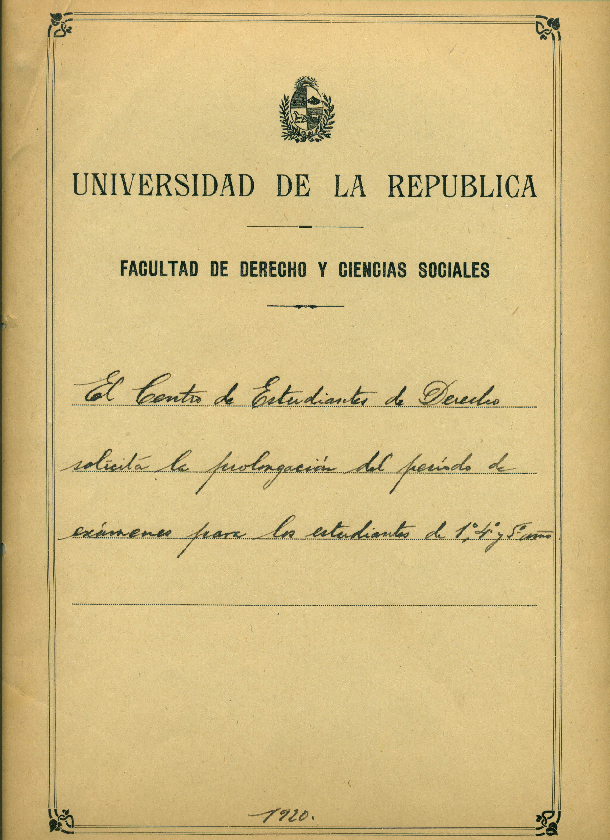 UNIVERSIDAD DE LA REPUBLICA
FACULTAD DE DERECHO Y CIENCIAS SOCIALES
El Centro de Estudiantes de Derecho
solicita la prolongación del período de
exámenes para los estudiantes de 1º, 4º y 5º año.
1920.